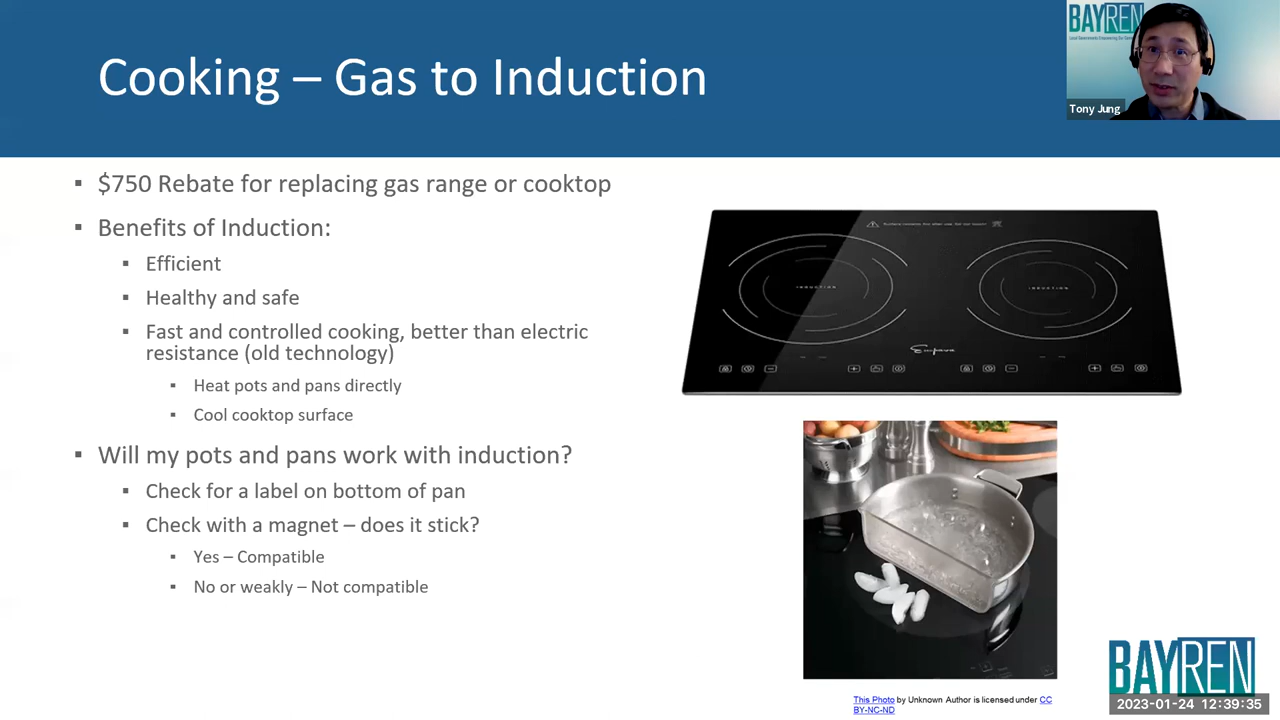 Cooking – Gas to Induction
BAYREN
Tony Jung
▪ $750 Rebate for replacing gas range or cooktop
▪ Benefits of Induction:
▪ Efficient
▪ Healthy and safe
▪ Fast and controlled cooking, better than electric
resistance (old technology)
▪ Heat pots and pans directly
▪ Cool cooktop surface
▪ Will my pots and pans work with induction?
▪ Check for a label on bottom of pan
▪ Check with a magnet – does it stick?
▪ Yes – Compatible
▪ No or weakly – Not compatible
INDUCTION
INDUCTION
Empava
This Photo by Unknown Author is licensed under CC
BY-NC-ND
BAYREN
2023-01-24 12:39:35